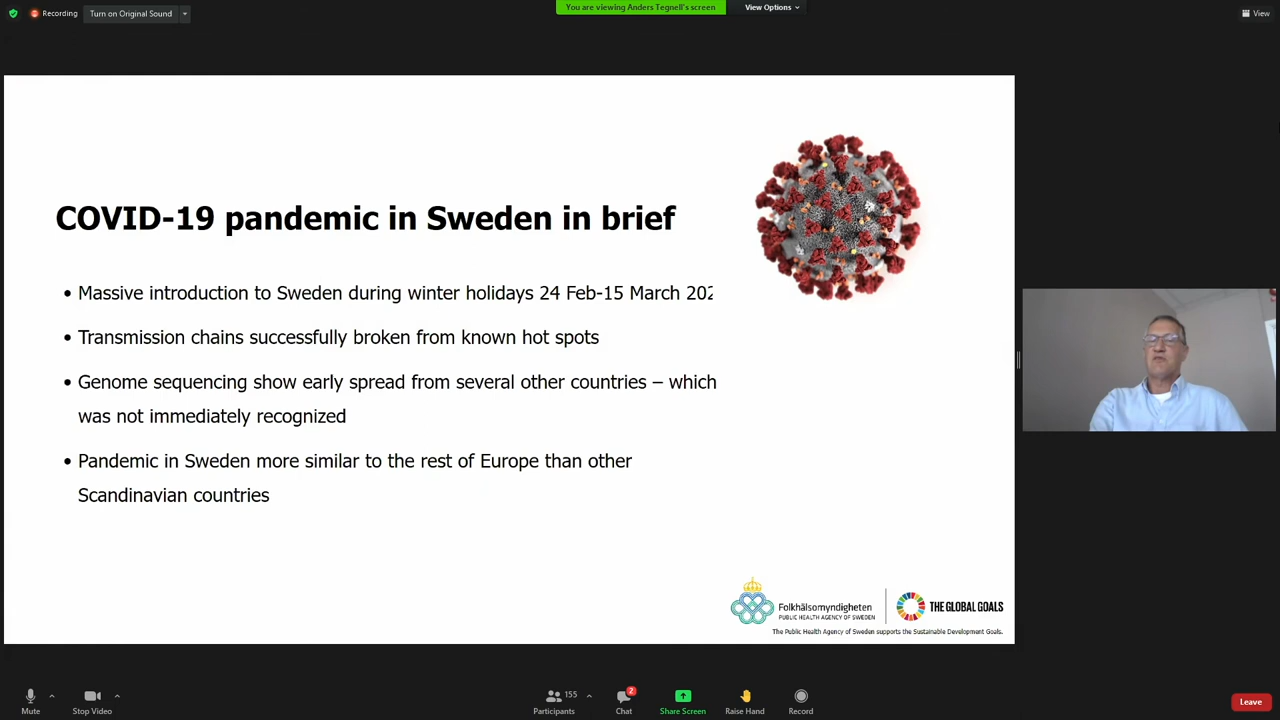 Recording
Turn on Original Sound
You are viewing Anders Tegnell's screen
View Options
View
COVID-19 pandemic in Sweden in brief
• Massive introduction to Sweden during winter holidays 24 Feb-15 March 202
• Transmission chains successfully broken from known hot spots
• Genome sequencing show early spread from several other countries – which
was not immediately recognized
• Pandemic in Sweden more similar to the rest of Europe than other
Scandinavian countries
Folkhälsomyndigheten
PUBLIC HEALTH AGENCY OF SWEDEN
THE GLOBAL GOALS
The Public Health Agency of Sweden supports the Sustainable Development Goals.
Mute
Stop Video
155
Participants
2
Chat
Share Screen
Raise Hand
Record
Leave